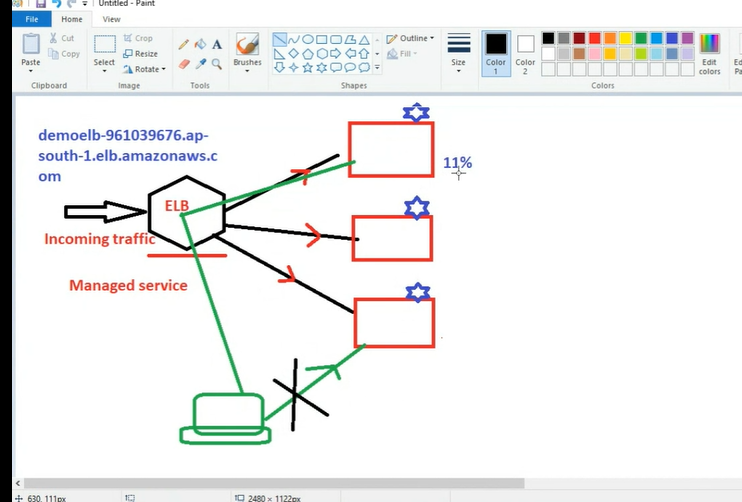 Untitled - Paint
File
Home
View
Paste
Cut
Copy
Clipboard
Select
Crop
Resize
Rotate
Image
Tools
Brushes
Outline
Fill
Shapes
Size
Color
1
Color
2
Colors
Edit
colors
demoelb-961039676.ap-
south-1.elb.amazonaws.c
om
11%
ELB
Incoming traffic
Managed service
630, 111px
2480 × 1122px